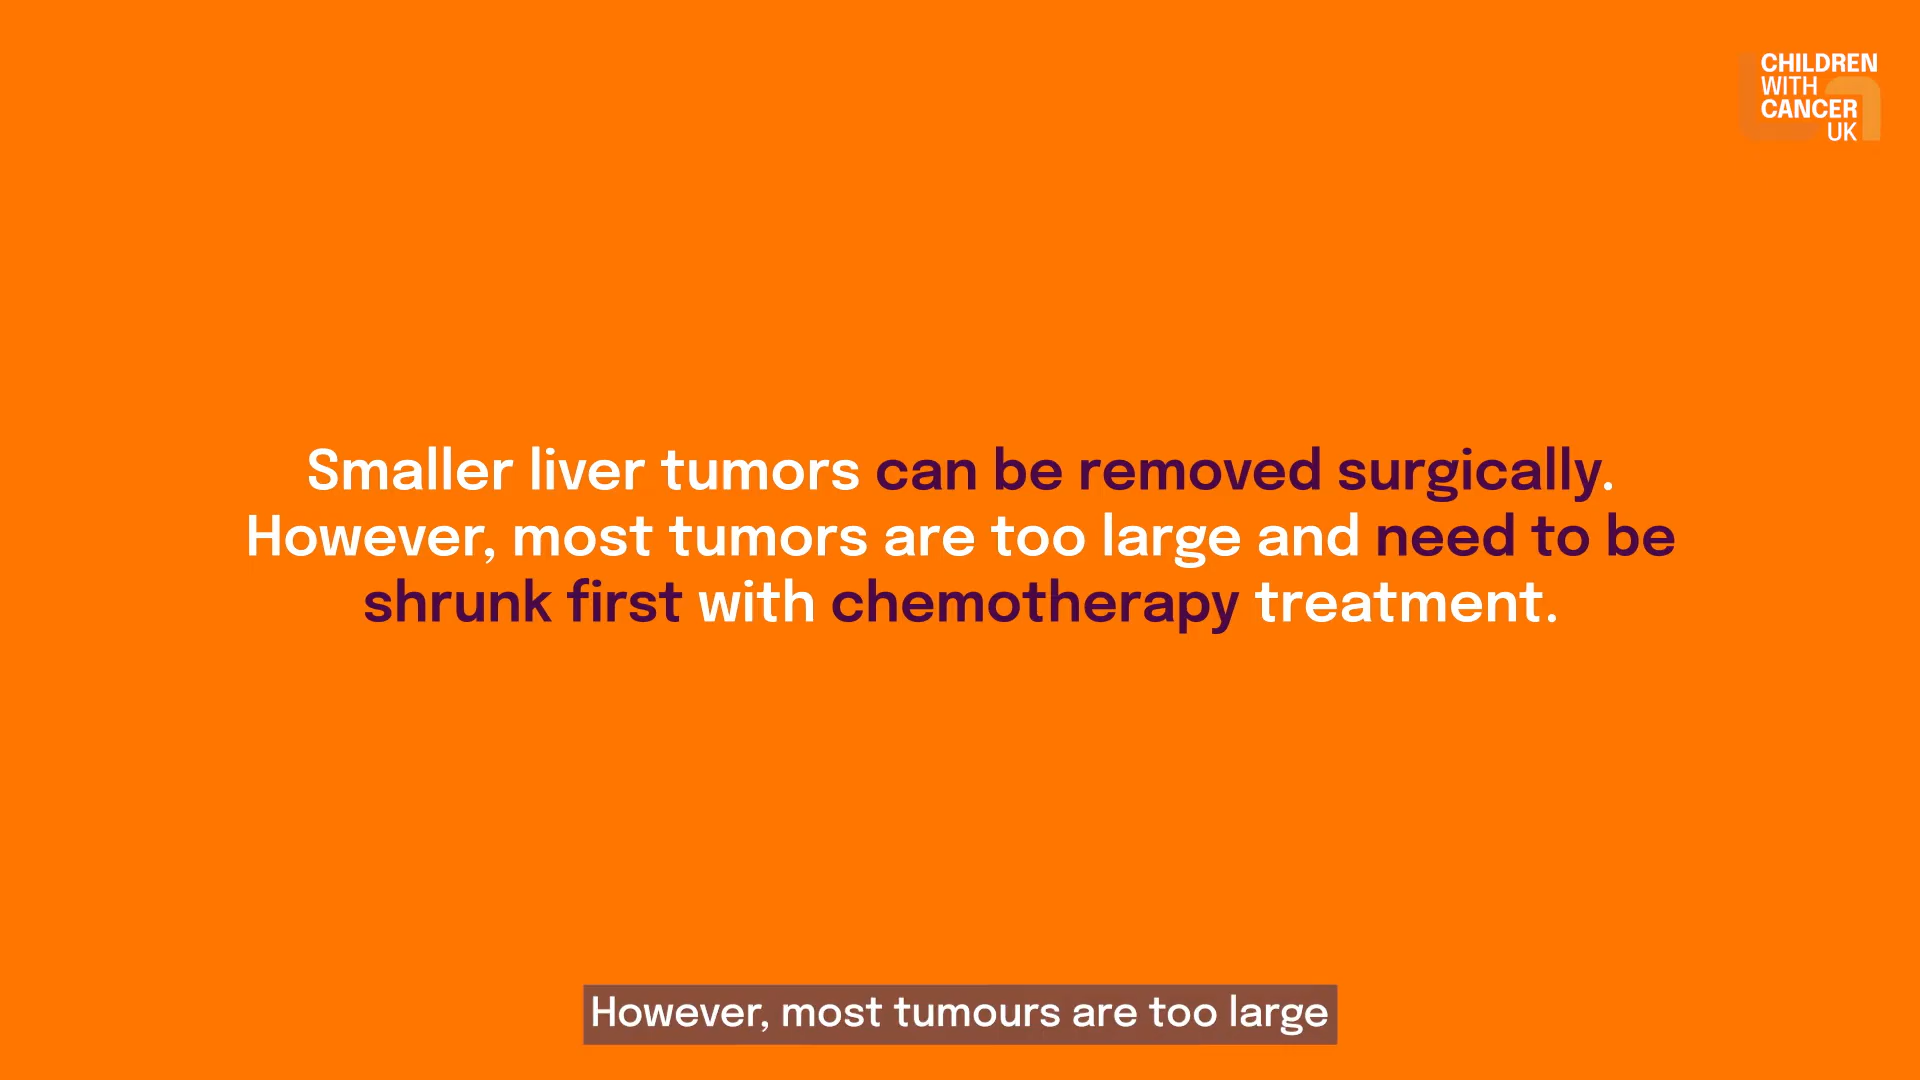 CHILDREN
WITH
CANCER
UK
Smaller liver tumors can be removed surgically.
However, most tumors are too large and need to be
shrunk first with chemotherapy treatment.
However, most tumours are too large